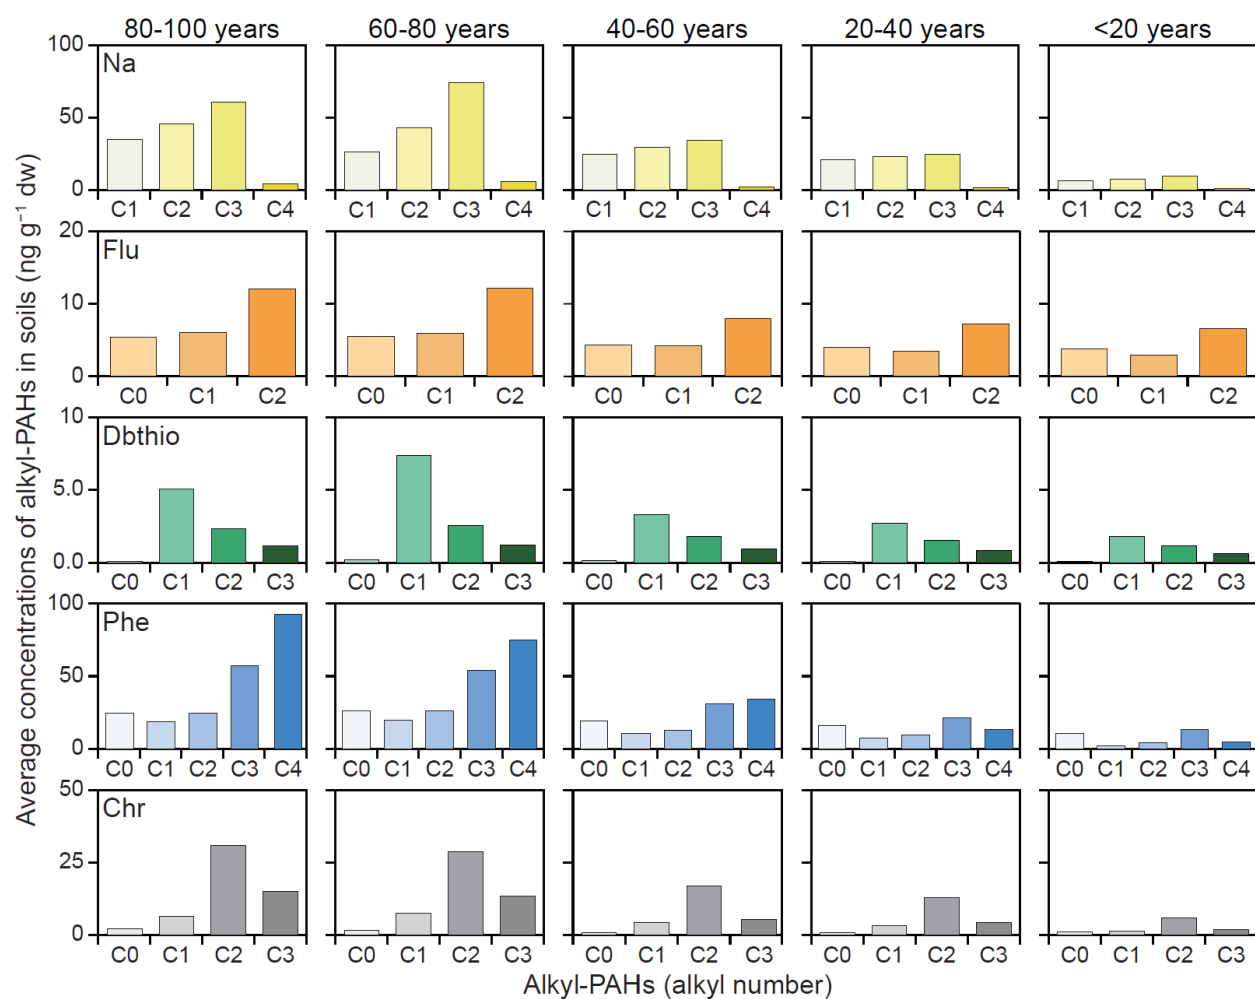 80-100 years 60-80 years 40-60 years 20-40 years <20 years
Average concentrations of alkyl-PAHs in soils (ng g⁻¹ dw)
100 Na
50
0
C1 C2 C3 C4 C1 C2 C3 C4 C1 C2 C3 C4 C1 C2 C3 C4 C1 C2 C3 C4
20 Flu
10
0
C0 C1 C2 C0 C1 C2 C0 C1 C2 C0 C1 C2 C0 C1 C2
10 Dbthio
5.0
0.0
C0 C1 C2 C3 C0 C1 C2 C3 C0 C1 C2 C3 C0 C1 C2 C3 C0 C1 C2 C3
100 Phe
50
0
C0 C1 C2 C3 C4 C0 C1 C2 C3 C4 C0 C1 C2 C3 C4 C0 C1 C2 C3 C4 C0 C1 C2 C3 C4
50 Chr
25
0
C0 C1 C2 C3 C0 C1 C2 C3 C0 C1 C2 C3 C0 C1 C2 C3 C0 C1 C2 C3
Alkyl-PAHs (alkyl number)